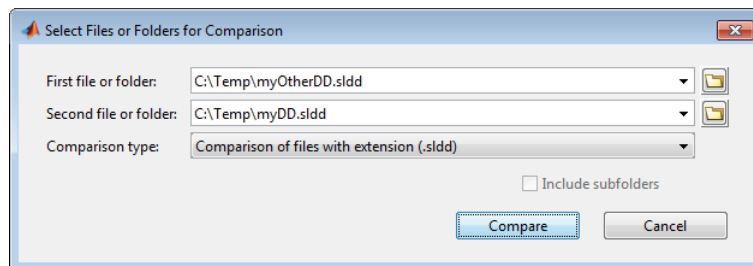 Select Files or Folders for Comparison
First file or folder: C:\Temp\myOtherDD.sldd
Second file or folder: C:\Temp\myDD.sldd
Comparison type: Comparison of files with extension (.sldd)
Include subfolders
Compare Cancel